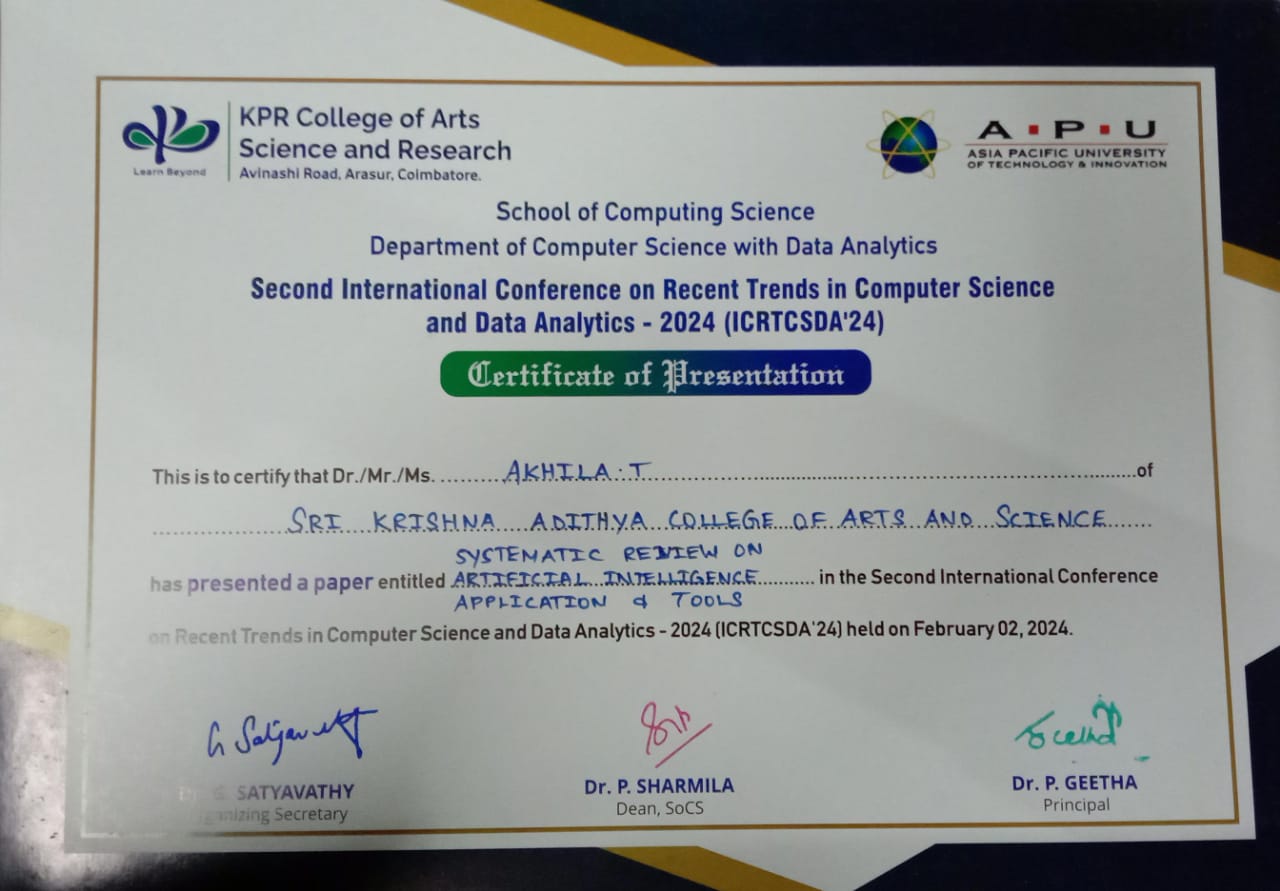 KPR College of Arts
Science and Research
Avinashi Road, Arasur, Coimbatore.
Learn Beyond
A·P·U
ASIA PACIFIC UNIVERSITY
OF TECHNOLOGY & INNOVATION
School of Computing Science
Department of Computer Science with Data Analytics
Second International Conference on Recent Trends in Computer Science
and Data Analytics - 2024 (ICRTCSDA'24)
Certificate of Presentation
This is to certify that Dr./Mr./Ms. AKHILA.T of
SRI KRISHNA ADITHYA COLLEGE OF ARTS AND SCIENCE
SYSTEMATIC REVIEW ON
has presented a paper entitled ARTIFICIAL INTELLIGENCE in the Second International Conference
APPLICATION & TOOLS
on Recent Trends in Computer Science and Data Analytics - 2024 (ICRTCSDA'24) held on February 02, 2024.
Dr. G. SATYAVATHY
Organizing Secretary
Dr. P. SHARMILA
Dean, SoCS
Dr. P. GEETHA
Principal